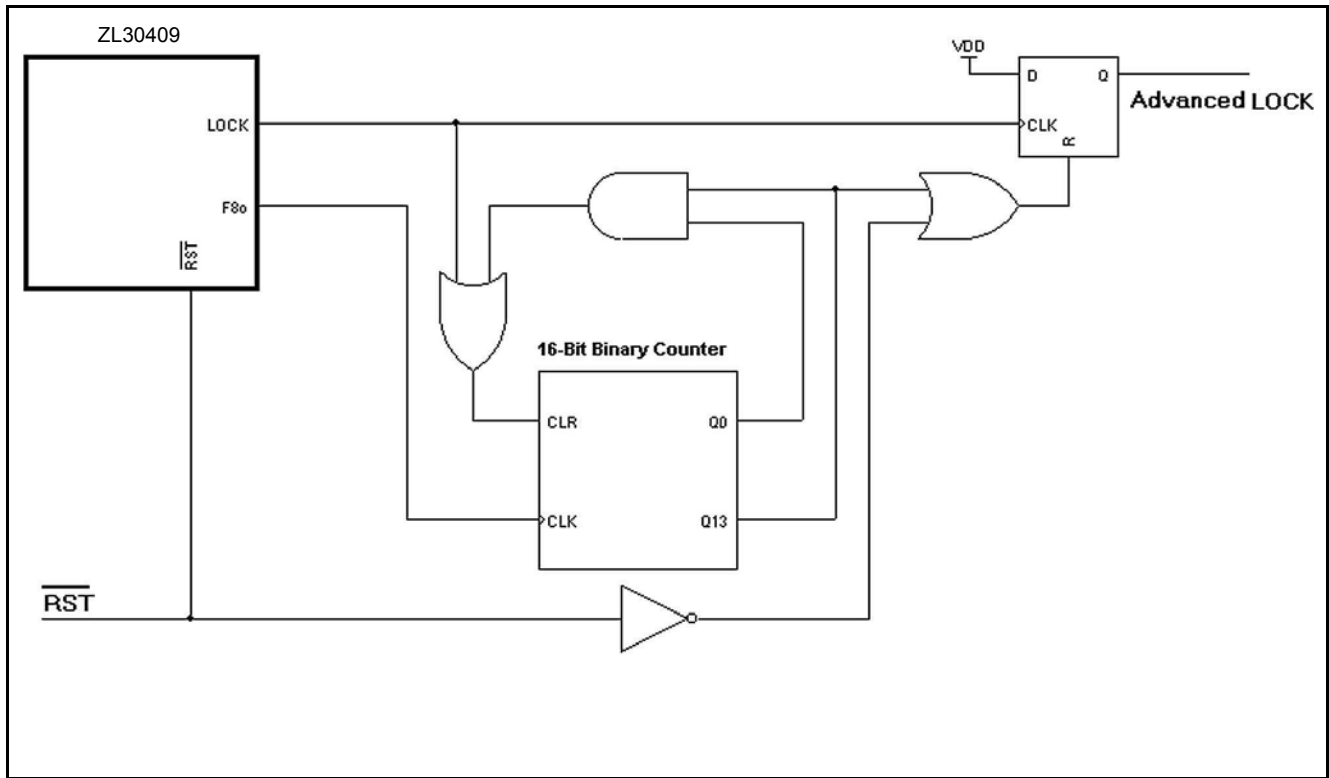 ZL30409
VDD
D
Q
Advanced LOCK
LOCK
CLK
R
F8o
RST
16-Bit Binary Counter
CLR
Q0
CLK
Q13
RST